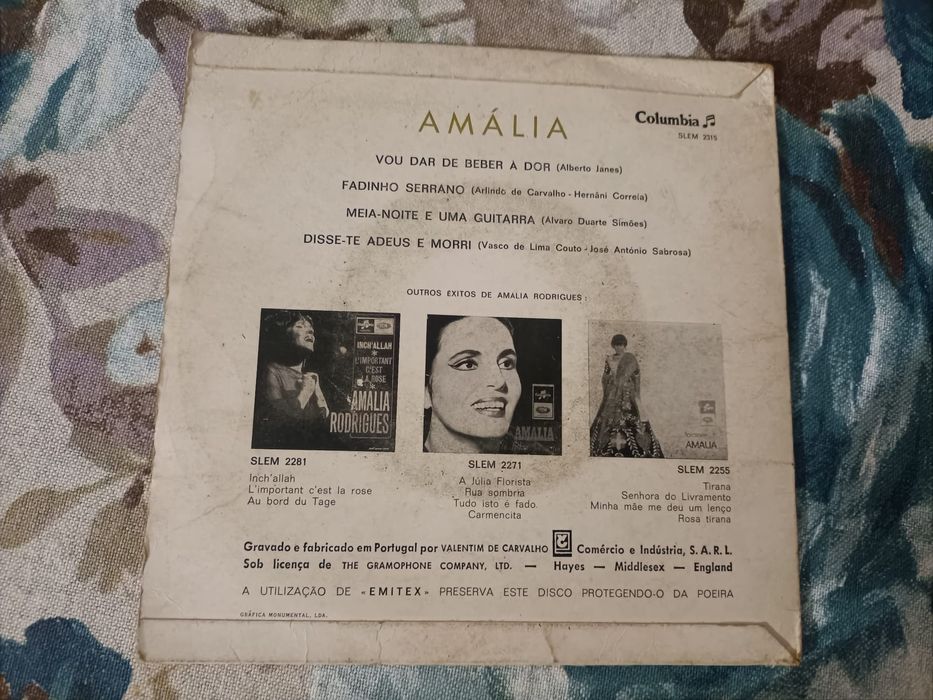 AMÁLIA
Columbia
SLEM 2315
VOU DAR DE BEBER À DOR (Alberto Janes)
FADINHO SERRANO (Arlindo de Carvalho - Hernâni Correia)
MEIA-NOITE E UMA GUITARRA (Álvaro Duarte Simões)
DISSE-TE ADEUS E MORRI (Vasco de Lima Couto - José António Sabrosa)
OUTROS ÊXITOS DE AMÁLIA RODRIGUES :
INCH'ALLAH
L'IMPORTANT
C'EST
LA ROSE
AMÁLIA
RODRIGUES
AMÁLIA
AMÁLIA
SLEM 2281
Inch'allah
L'important c'est la rose
Au bord du Tage
SLEM 2271
A Júlia Florista
Rua sombria
Tudo isto é fado
Carmencita
SLEM 2255
Tirana
Senhora do Livramento
Minha mãe me deu um lenço
Rosa tirana
Gravado e fabricado em Portugal por VALENTIM DE CARVALHO Comércio e Indústria, S. A. R. L.
Sob licença de THE GRAMOPHONE COMPANY, LTD. — Hayes — Middlesex — England
A UTILIZAÇÃO DE «EMITEX» PRESERVA ESTE DISCO PROTEGENDO-O DA POEIRA
GRÁFICA MONUMENTAL, LDA.